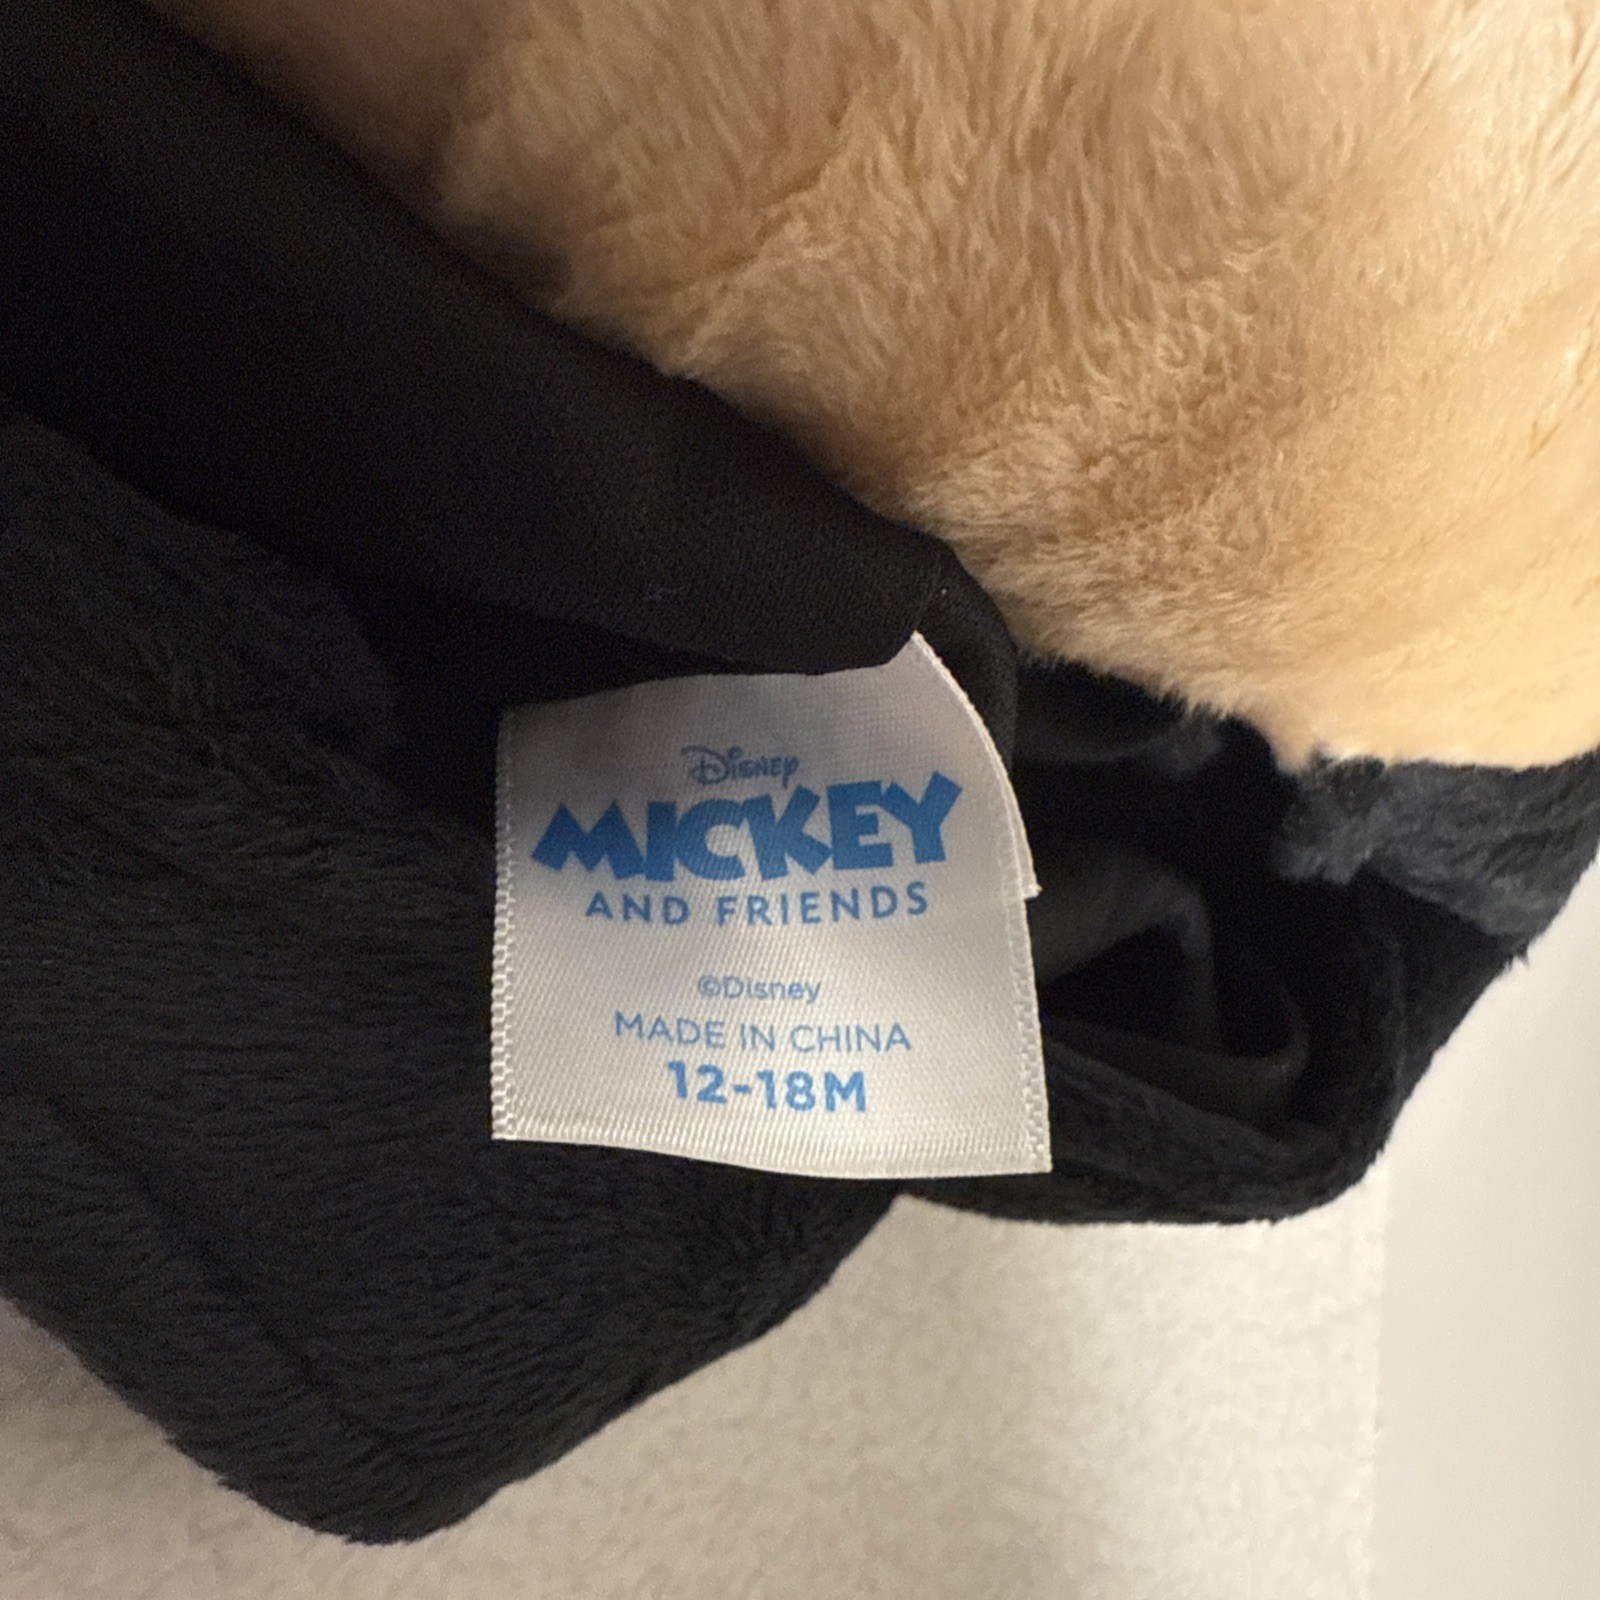 Disney
MICKEY
AND FRIENDS
©Disney
MADE IN CHINA
12-18M